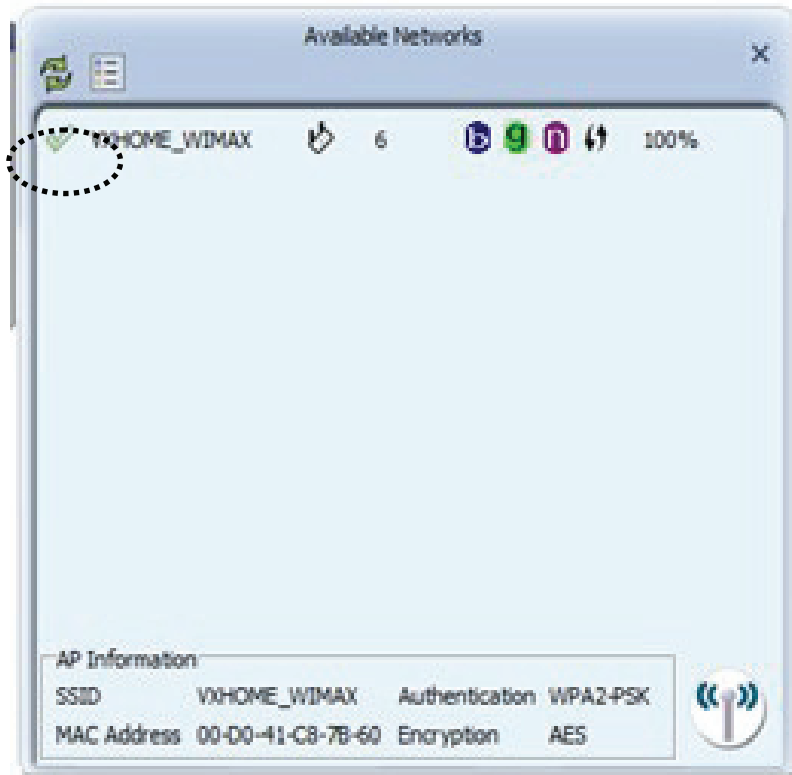 Available Networks
VXHOME_WIMAX 6 b g n 100%
AP Information
SSID VXHOME_WIMAX Authentication WPA2-PSK
MAC Address 00-D0-41-C8-7B-60 Encryption AES